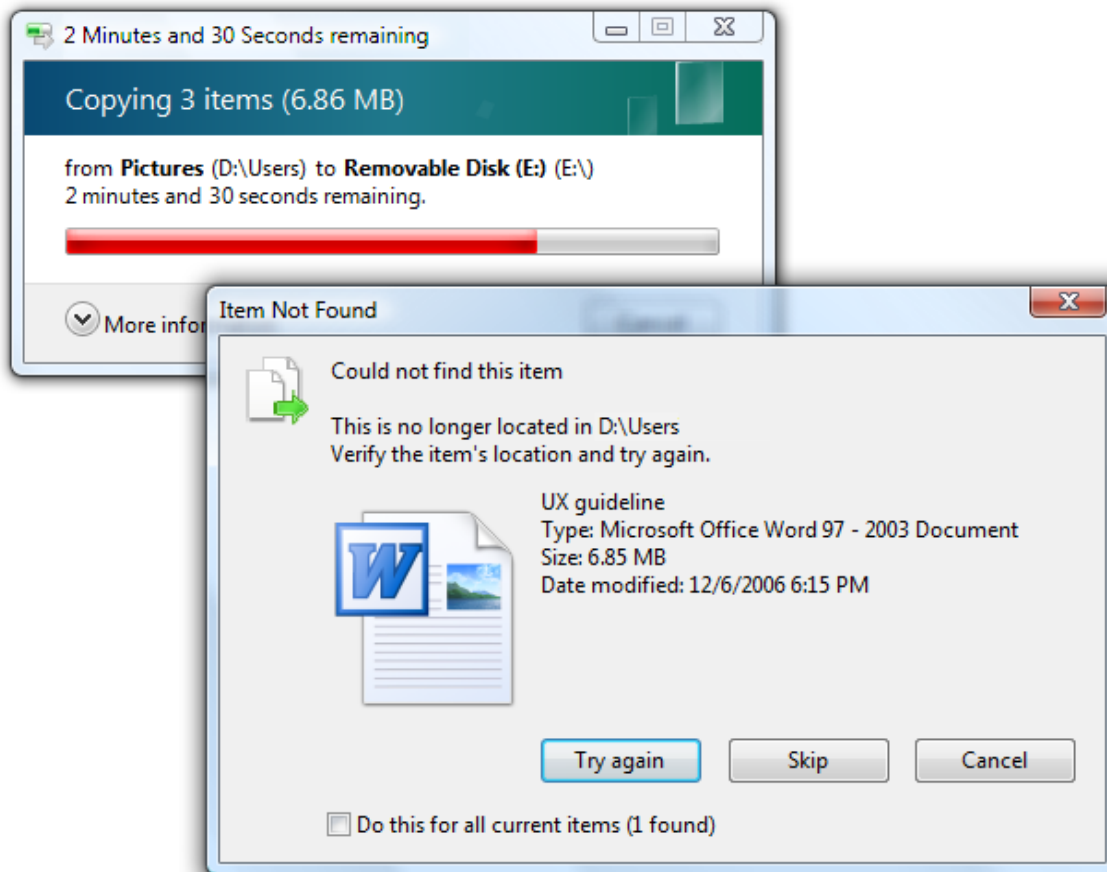 2 Minutes and 30 Seconds remaining
Copying 3 items (6.86 MB)
from Pictures (D:\Users) to Removable Disk (E:) (E:\)
2 minutes and 30 seconds remaining.
More infor
Item Not Found
Could not find this item
This is no longer located in D:\Users
Verify the item's location and try again.
UX guideline
Type: Microsoft Office Word 97 - 2003 Document
Size: 6.85 MB
Date modified: 12/6/2006 6:15 PM
W
Try again Skip Cancel
Do this for all current items (1 found)